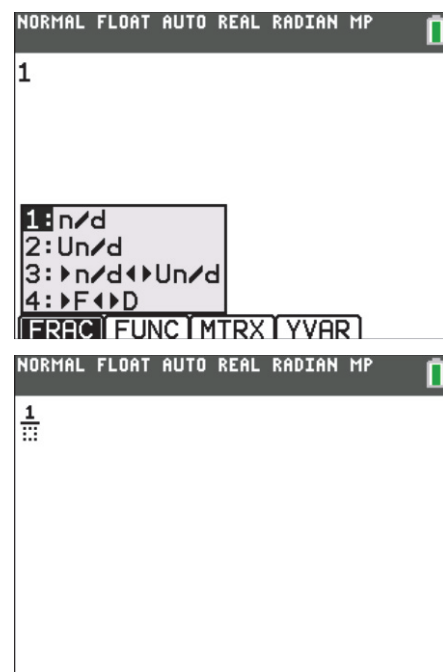 NORMAL FLOAT AUTO REAL RADIAN MP
1
1:n/d
2:Un/d
3:▶n/d◀▶Un/d
4:▶F◀▶D
FRAC FUNC MTRX YVAR
NORMAL FLOAT AUTO REAL RADIAN MP
1